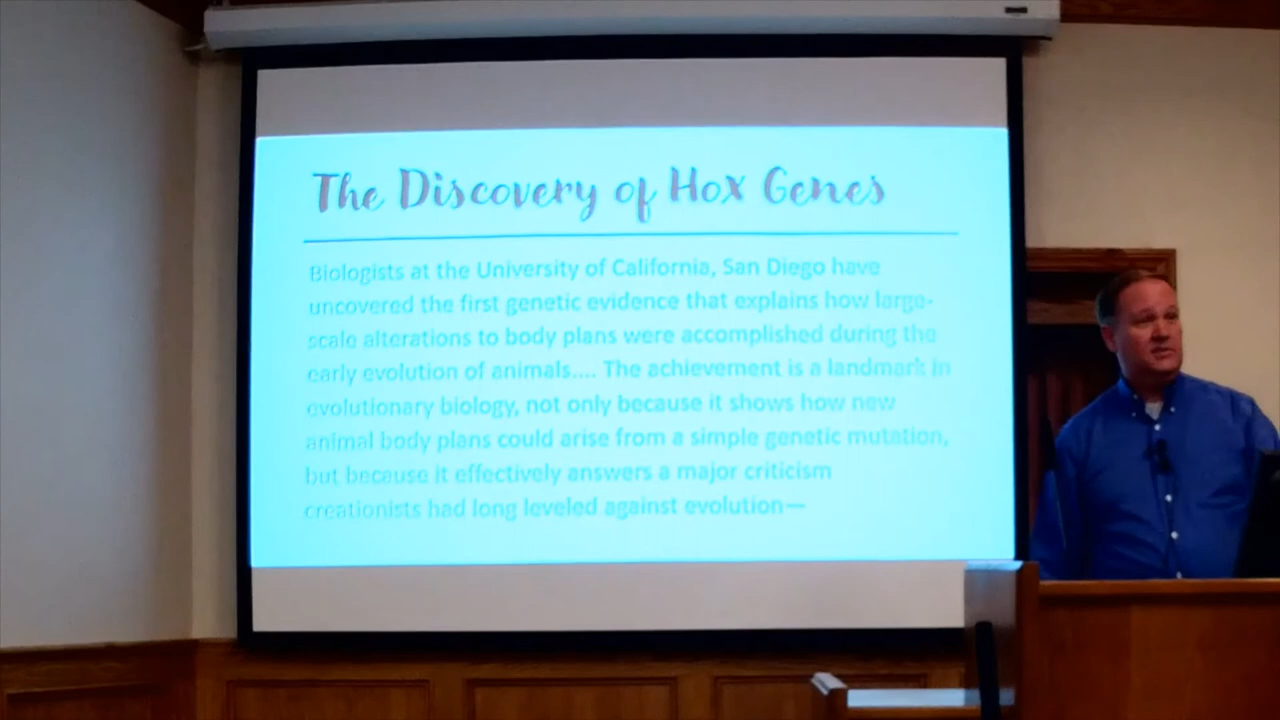 The Discovery of Hox Genes
Biologists at the University of California, San Diego have
uncovered the first genetic evidence that explains how large-
scale alterations to body plans were accomplished during the
early evolution of animals.... The achievement is a landmark in
evolutionary biology, not only because it shows how new
animal body plans could arise from a simple genetic mutation,
but because it effectively answers a major criticism
creationists had long leveled against evolution—